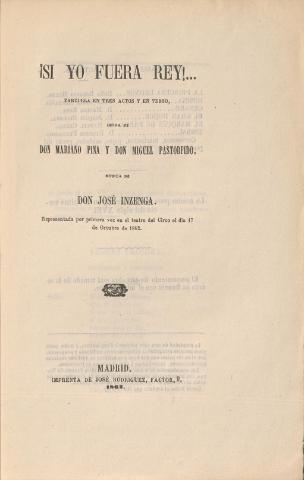 ¡SI YO FUERA REY!...
ZARZUELA EN TRES ACTOS Y EN VERSO,
DON MARIANO PINA Y DON MIGUEL PASTORFIDO.
MUSICA DE
DON JOSÉ INZENGA.
Representada por primera vez en el teatro del Circo el dia 17
de Octubre de 1862.
MADRID.
IMPRENTA DE JOSÉ RODRIGUEZ, FACTOR, 9.
1862.